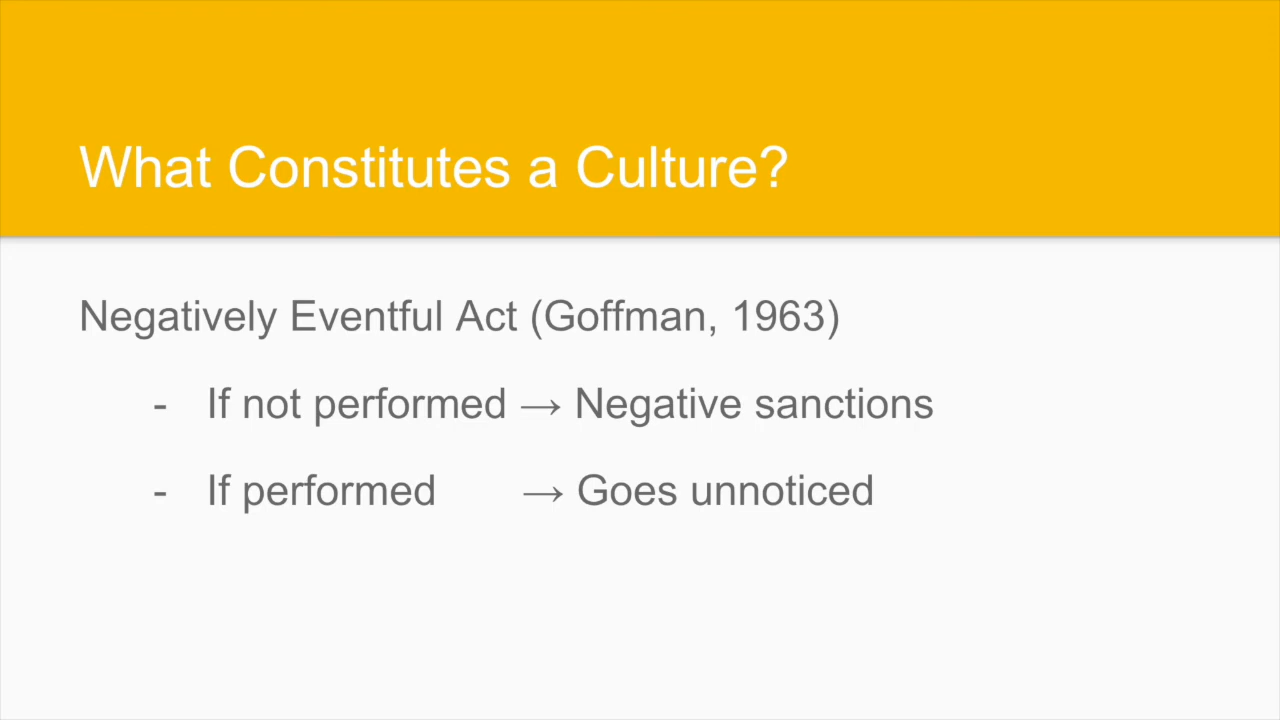 What Constitutes a Culture?
Negatively Eventful Act (Goffman, 1963)
- If not performed → Negative sanctions
- If performed → Goes unnoticed